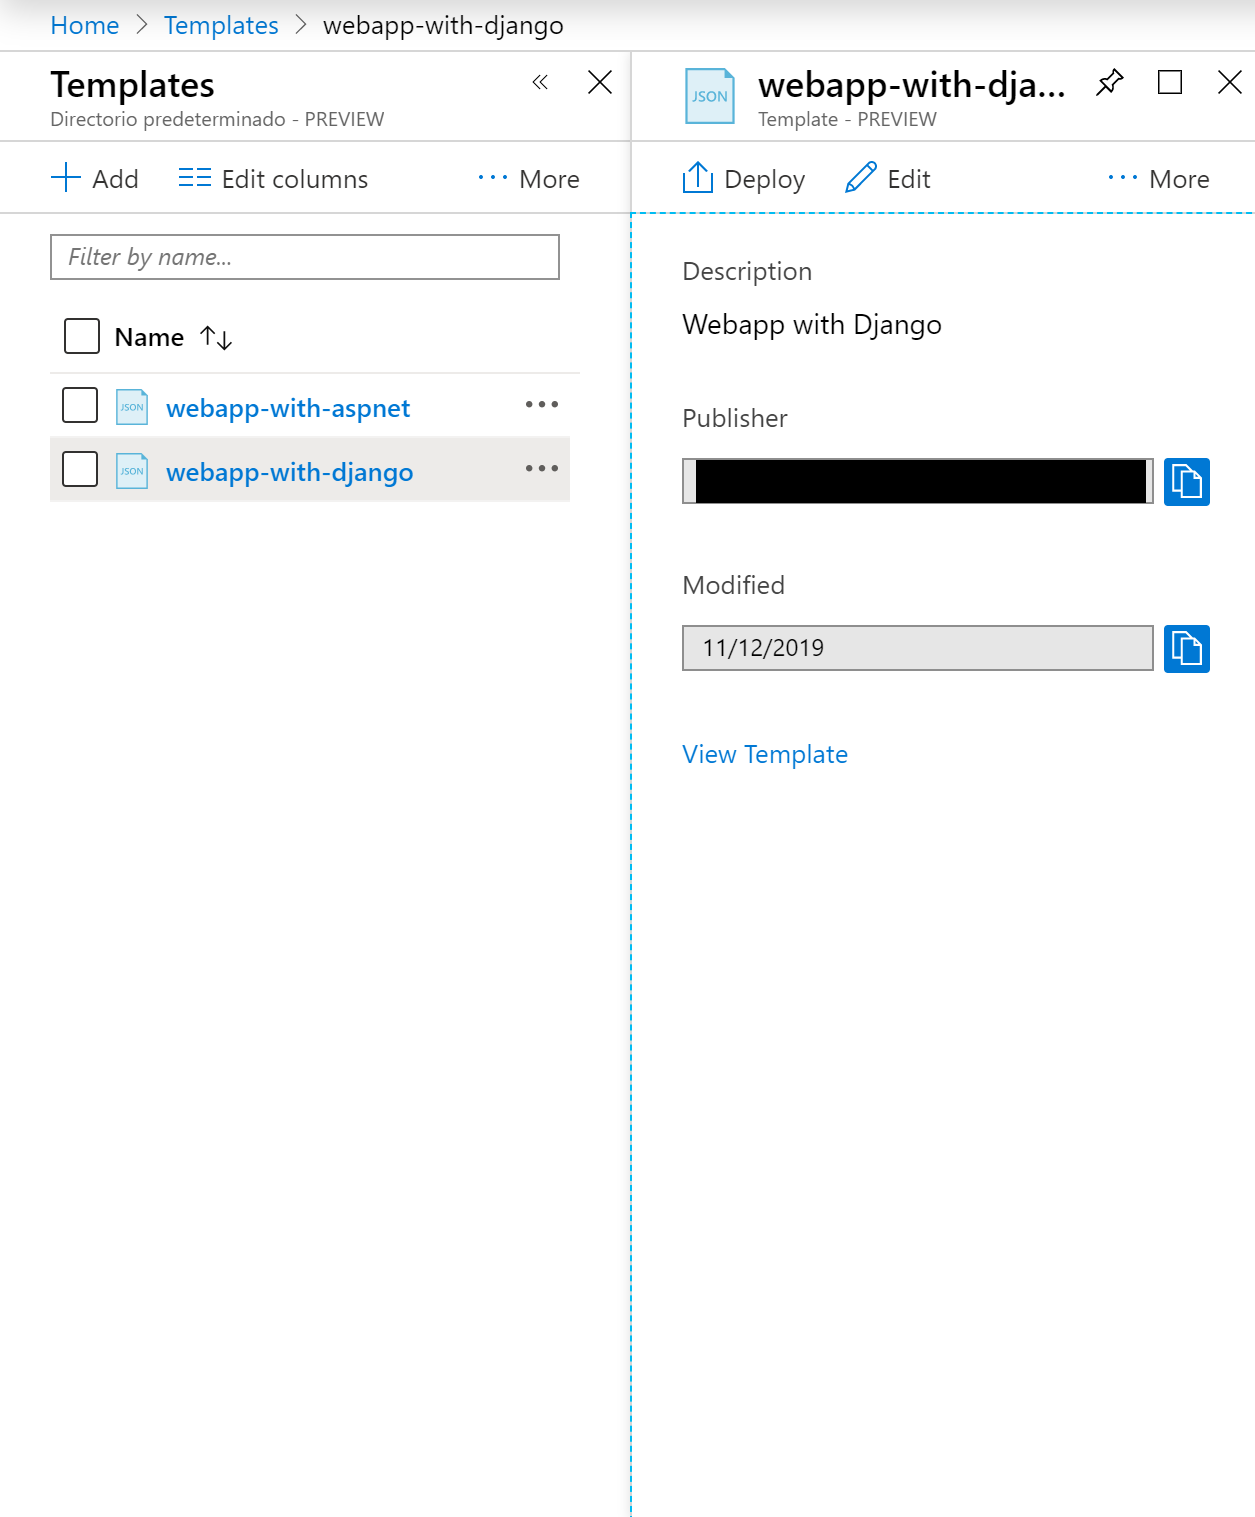 Home > Templates > webapp-with-django
Templates
Directorio predeterminado - PREVIEW
Add
Edit columns
··· More
Filter by name...
Name
JSON webapp-with-aspnet
JSON webapp-with-django
JSON
webapp-with-dja...
Template - PREVIEW
Deploy
Edit
··· More
Description
Webapp with Django
Publisher
Modified
11/12/2019
View Template